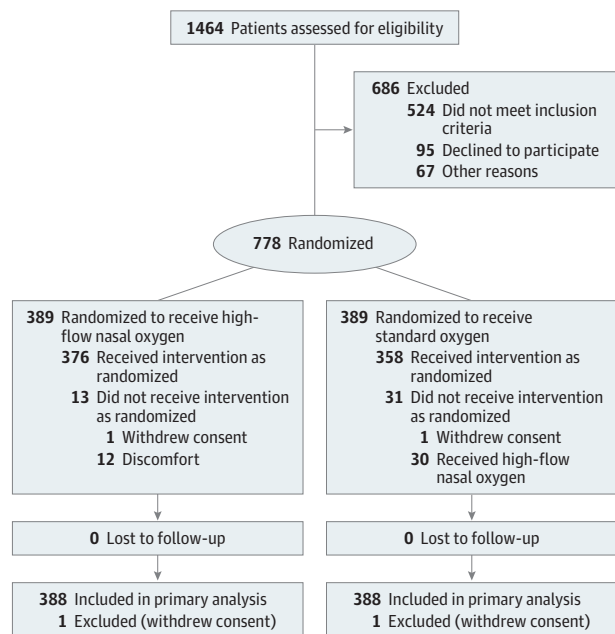 1464 Patients assessed for eligibility
686 Excluded
524 Did not meet inclusion
criteria
95 Declined to participate
67 Other reasons
778 Randomized
389 Randomized to receive high-
flow nasal oxygen
376 Received intervention as
randomized
13 Did not receive intervention
as randomized
1 Withdrew consent
12 Discomfort
389 Randomized to receive
standard oxygen
358 Received intervention as
randomized
31 Did not receive intervention
as randomized
1 Withdrew consent
30 Received high-flow
nasal oxygen
0 Lost to follow-up
0 Lost to follow-up
388 Included in primary analysis
1 Excluded (withdrew consent)
388 Included in primary analysis
1 Excluded (withdrew consent)